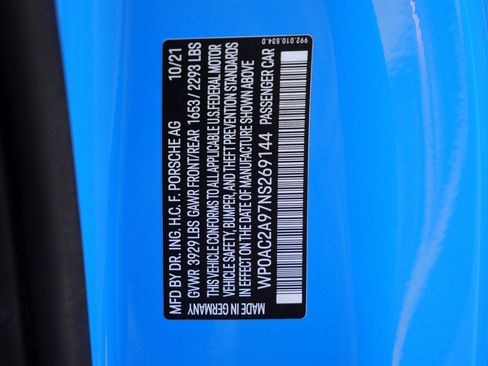 MFD BY DR. ING. H.C. F. PORSCHE AG 10/21
GVWR 3929 LBS GAWR FRONT/REAR 1653 / 2293 LBS
THIS VEHICLE CONFORMS TO ALL APPLICABLE U.S.FEDERAL MOTOR
VEHICLE SAFETY, BUMPER, AND THEFT PREVENTION STANDARDS
IN EFFECT ON THE DATE OF MANUFACTURE SHOWN ABOVE
WP0AC2A97NS269144 PASSENGER CAR
MADE IN GERMANY
992.010.534.D